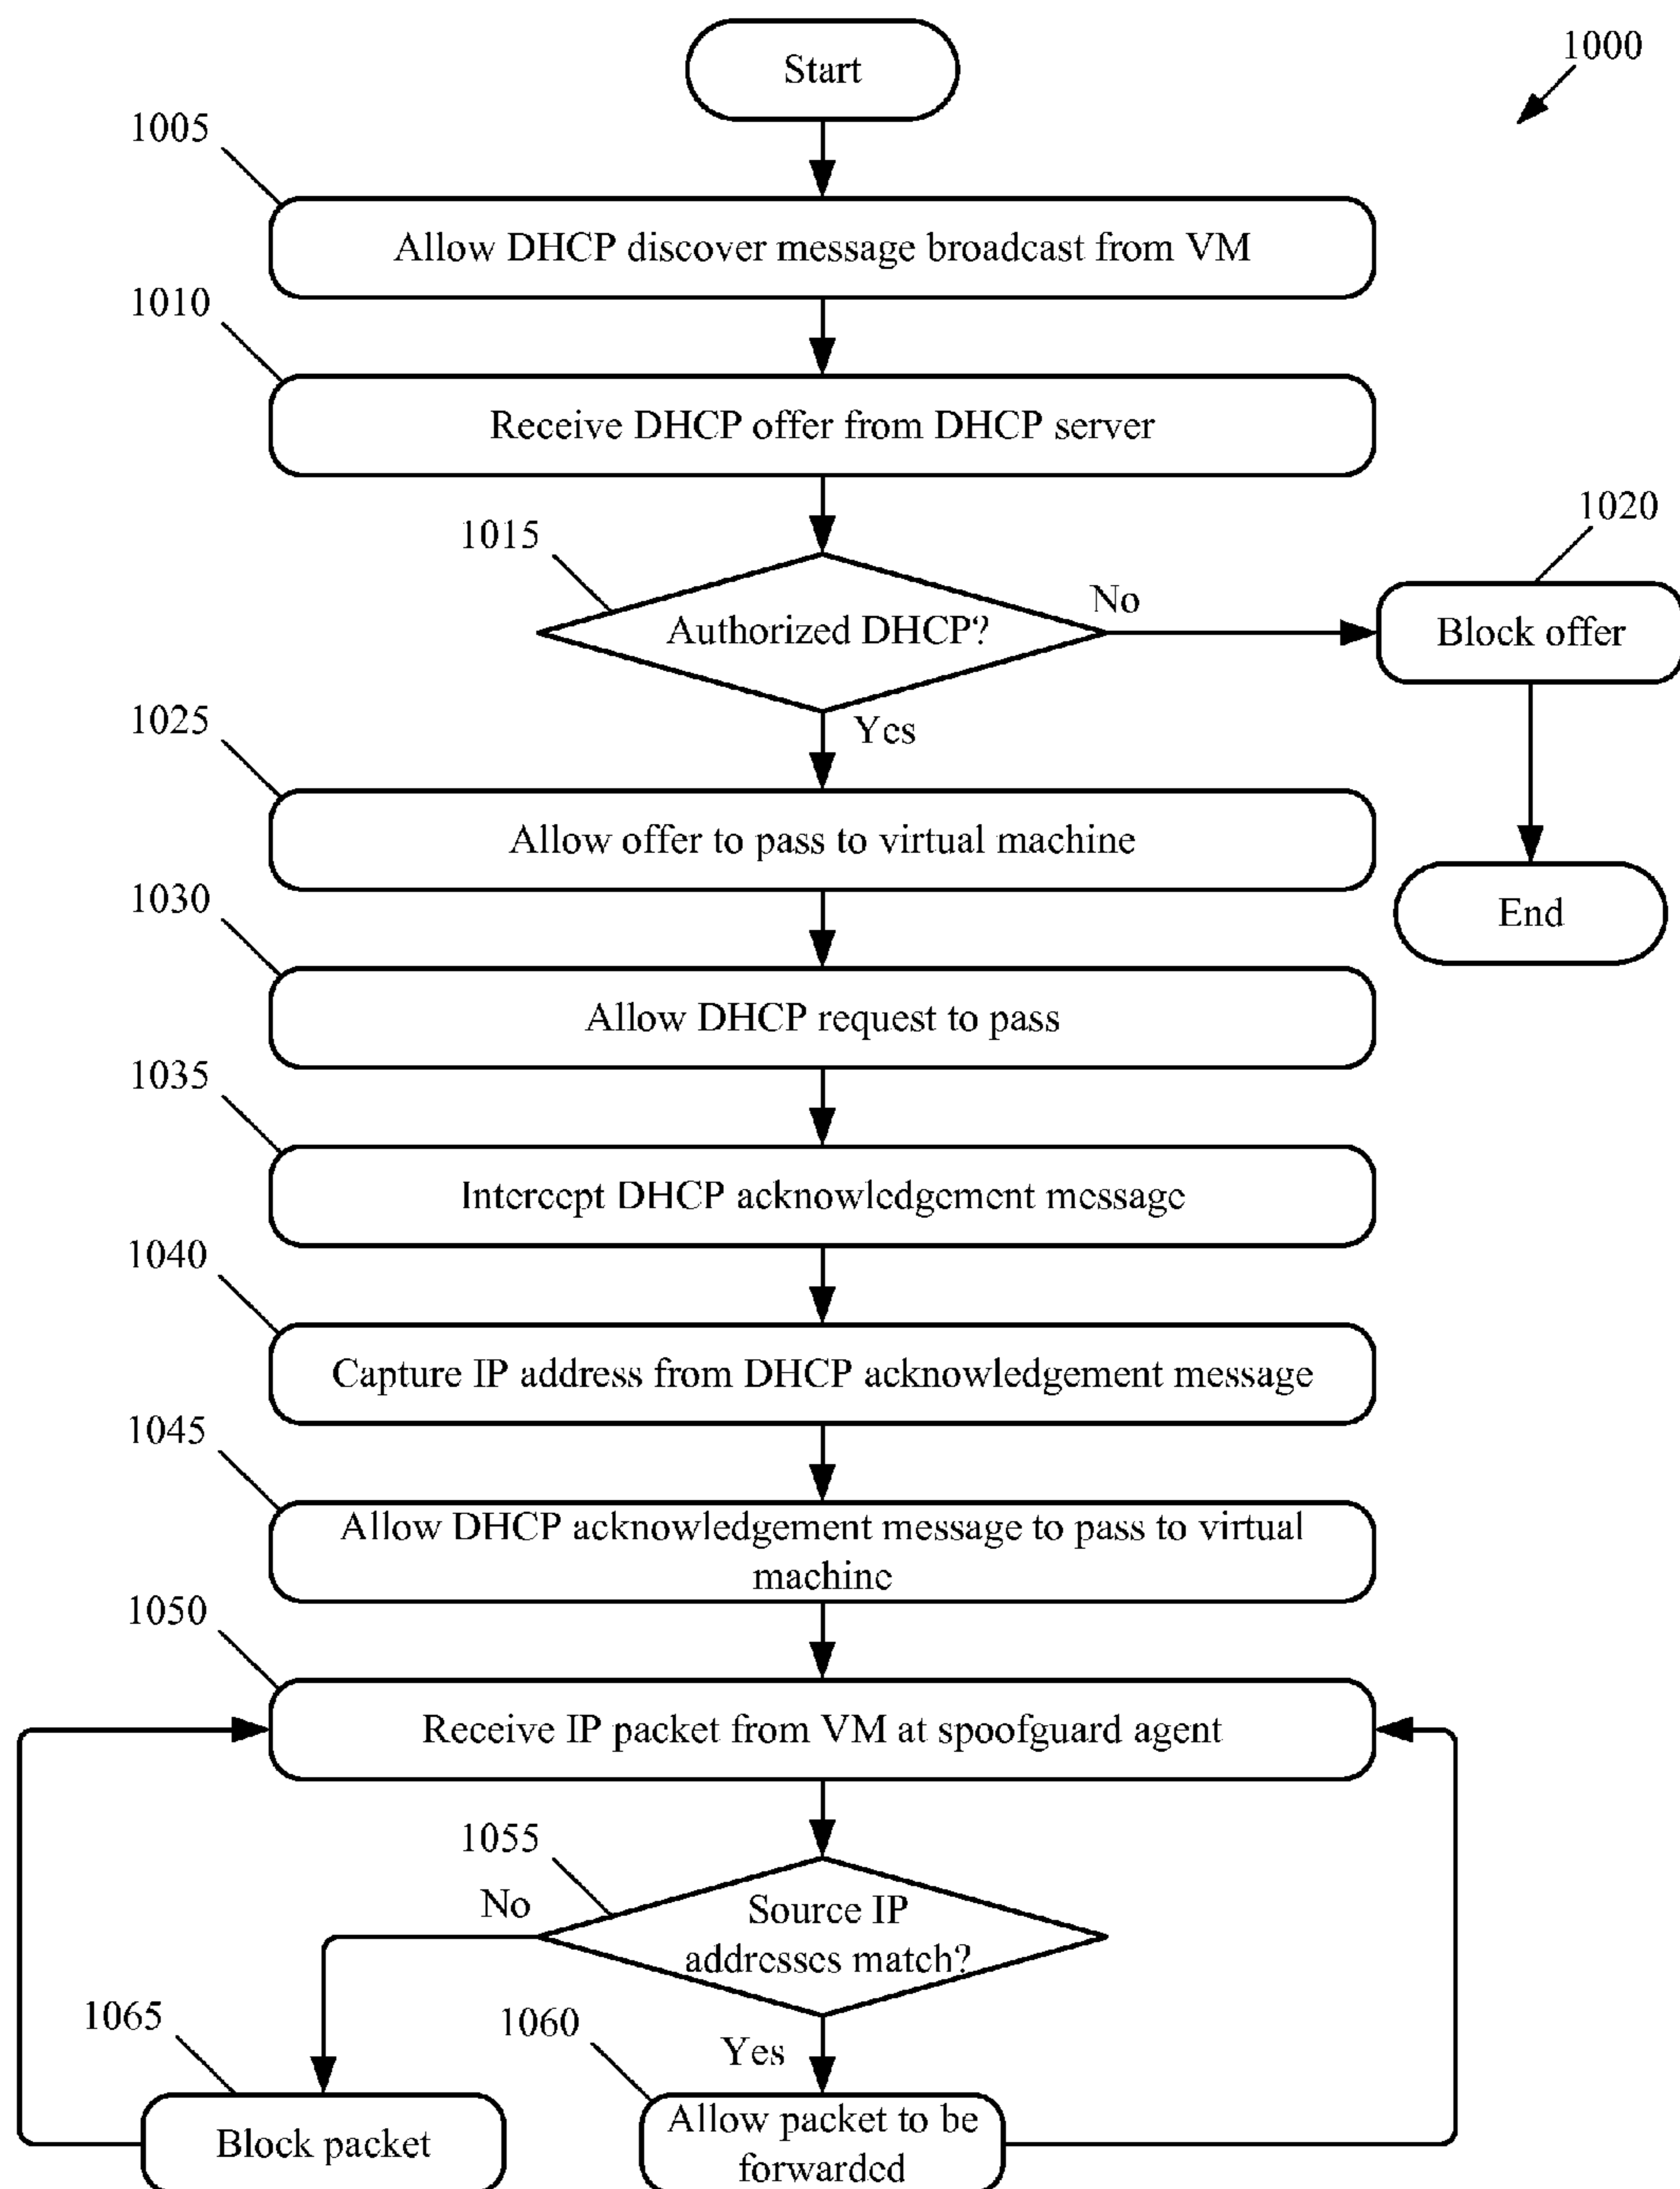 Start
1000
1005
Allow DHCP discover message broadcast from VM
1010
Receive DHCP offer from DHCP server
1015
Authorized DHCP?
No
1020
Block offer
Yes
1025
Allow offer to pass to virtual machine
End
1030
Allow DHCP request to pass
1035
Intercept DHCP acknowledgement message
1040
Capture IP address from DHCP acknowledgement message
1045
Allow DHCP acknowledgement message to pass to virtual
machine
1050
Receive IP packet from VM at spoofguard agent
1055
No
Source IP
addresses match?
1065
1060
Yes
Block packet
Allow packet to be
forwarded